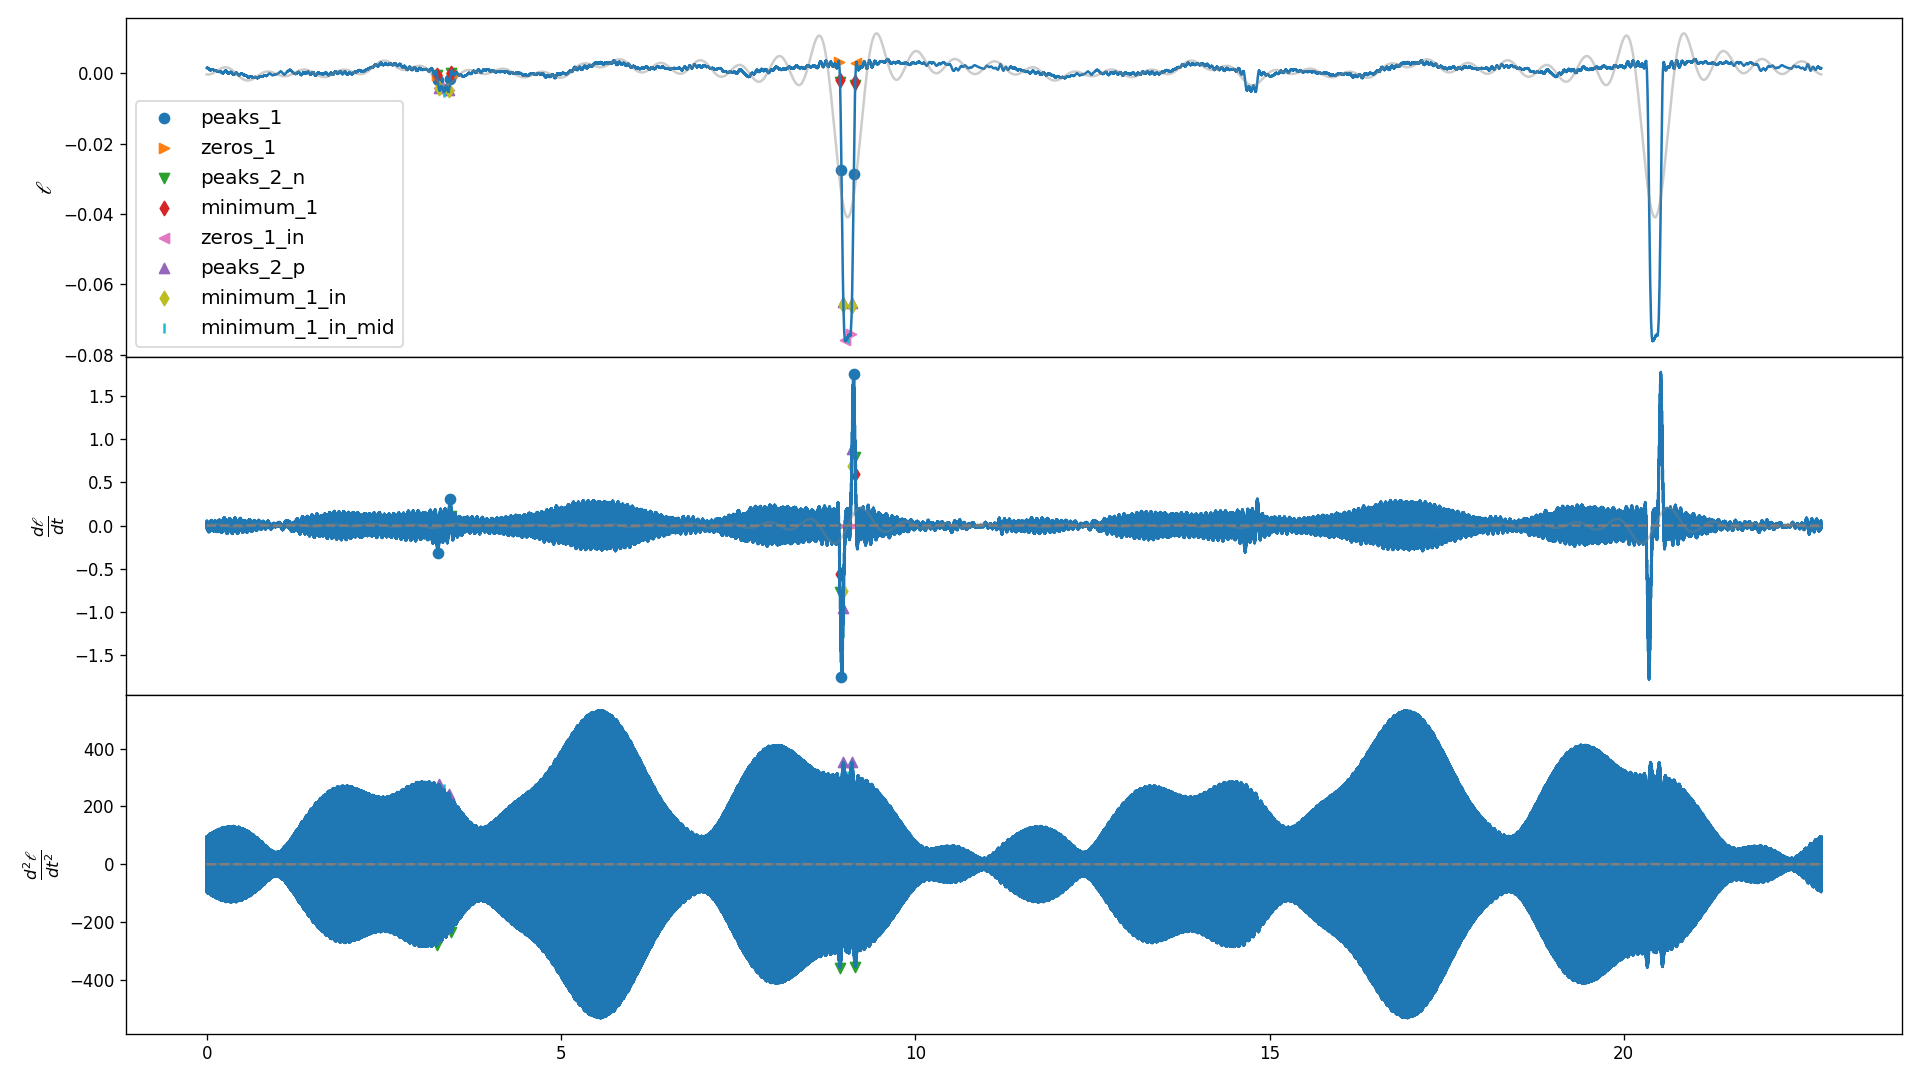 0.00
−0.02
−0.04
−0.06
−0.08
ℓ
peaks_1
zeros_1
peaks_2_n
minimum_1
zeros_1_in
peaks_2_p
minimum_1_in
minimum_1_in_mid
1.5
1.0
0.5
0.0
−0.5
−1.0
−1.5
dℓ
dt
400
200
0
−200
−400
d²ℓ
dt²
0 5 10 15 20